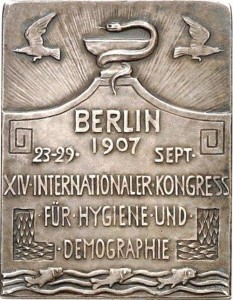 BERLIN
1907
23-29. SEPT.
XIV·INTERNATIONALER·KONGRESS
·FÜR·HYGIENE·UND·
·DEMOGRAPHIE·